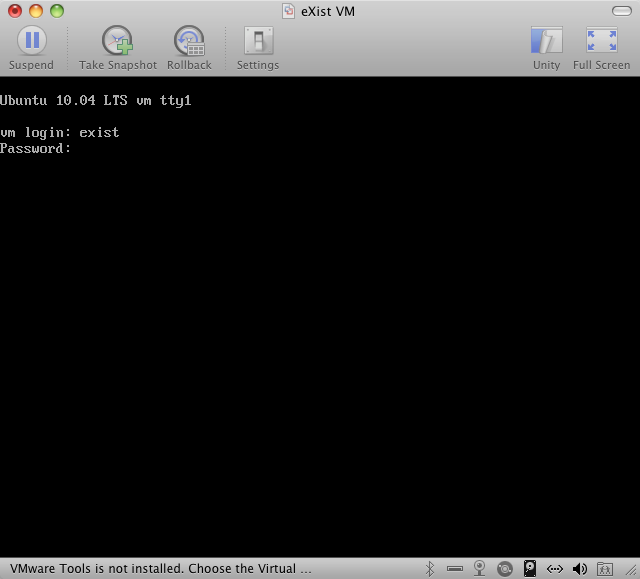 eXist VM
Suspend Take Snapshot Rollback Settings Unity Full Screen
Ubuntu 10.04 LTS vm tty1
vm login: exist
Password:
VMware Tools is not installed. Choose the Virtual ...